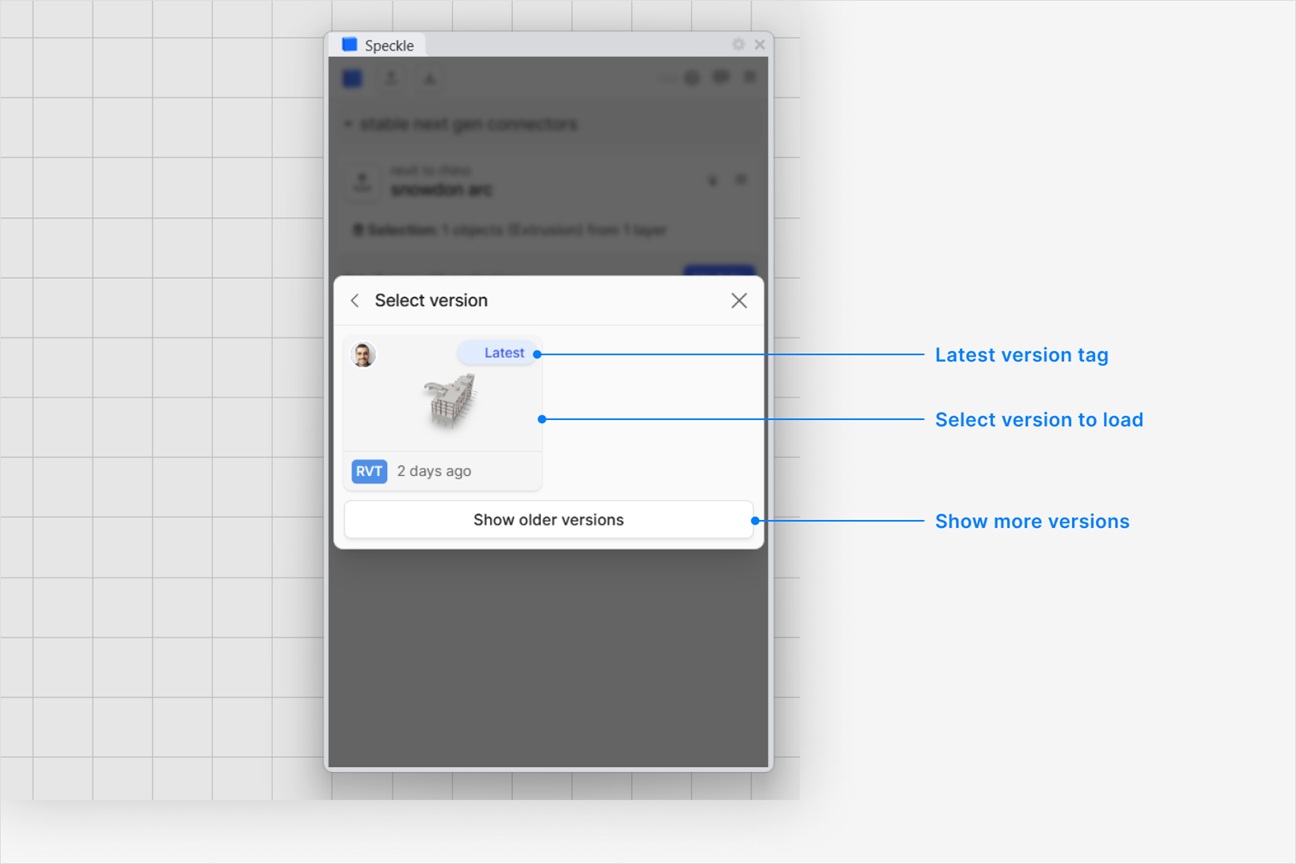 Speckle
stable next gen connectors
revit to rhino
snowdon arc
Selection: 1 objects (Extrusion) from 1 layer
Select version
Latest
RVT
2 days ago
Show older versions
Latest version tag
Select version to load
Show more versions